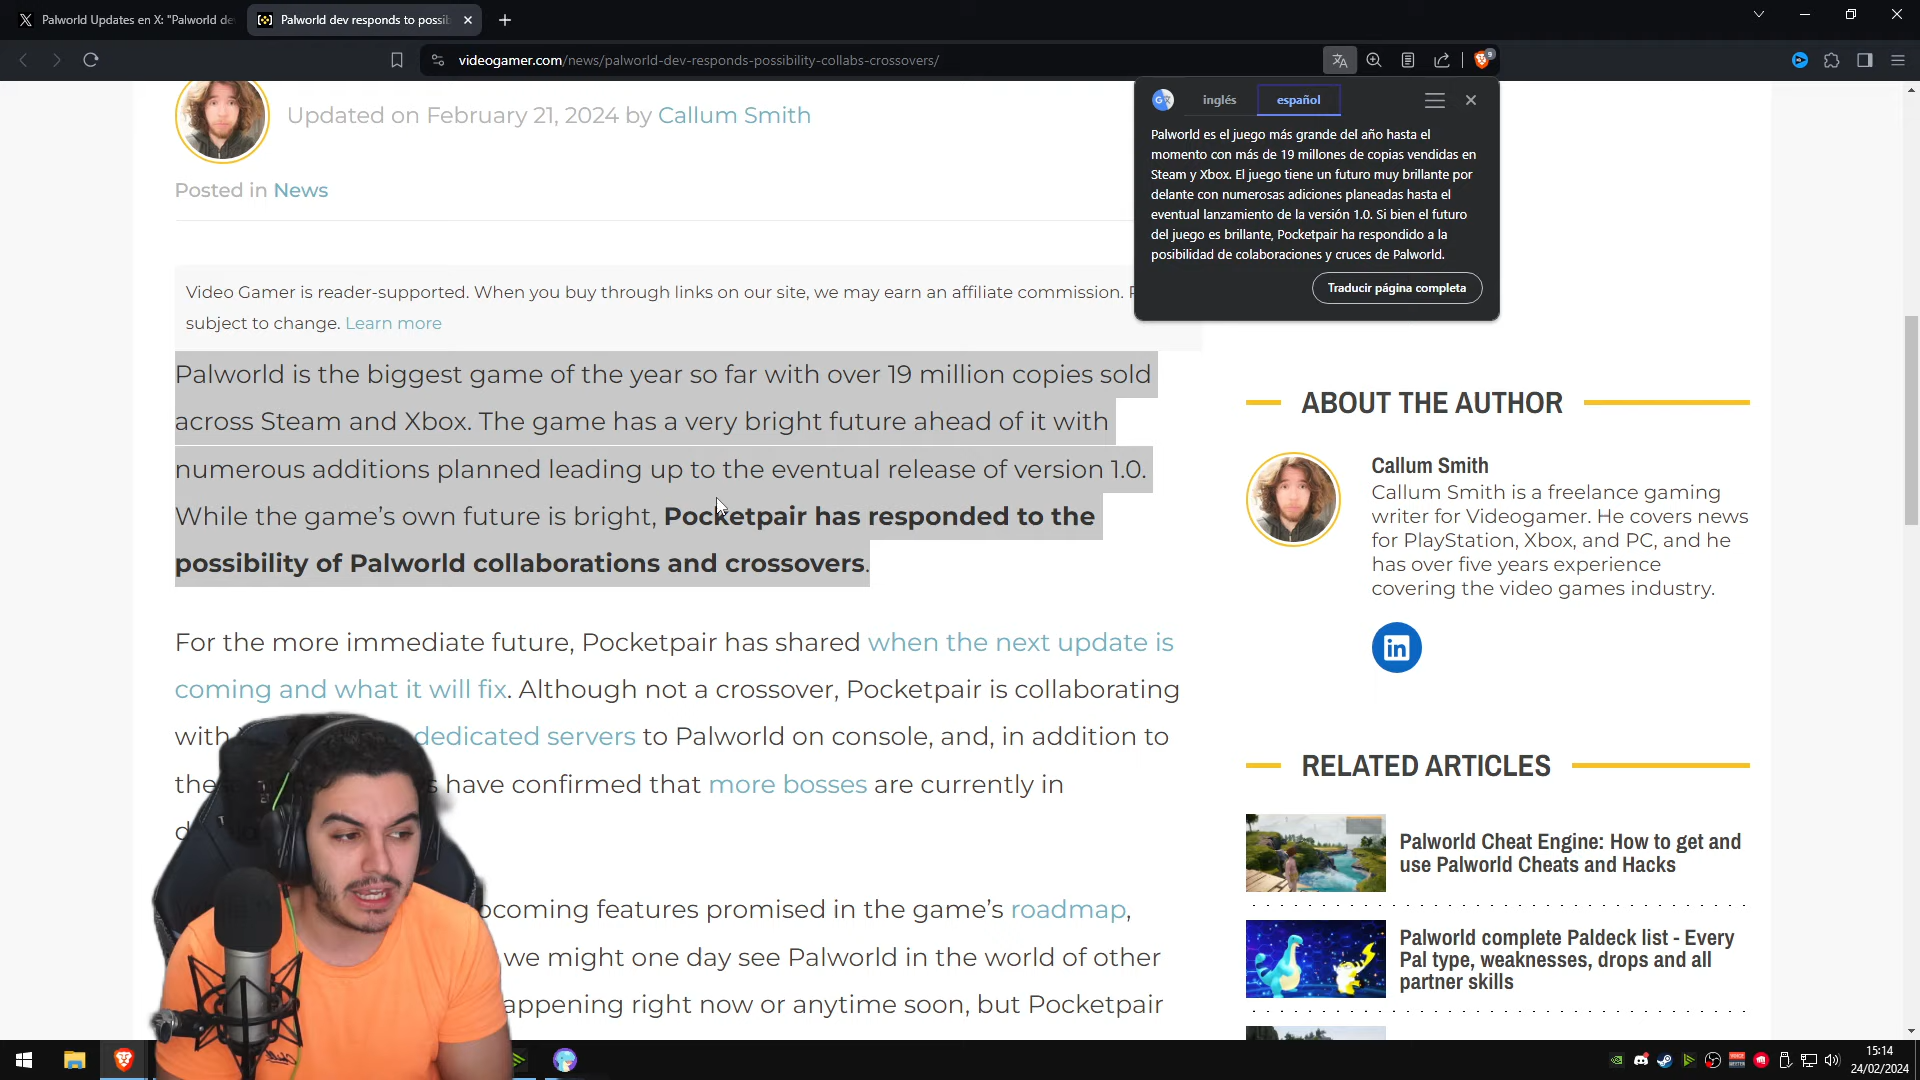 Palworld Updates en X: "Palworld de
Palworld dev responds to possib
videogamer.com/news/palworld-dev-responds-possibility-collabs-crossovers/
9
Updated on February 21, 2024 by Callum Smith
Posted in News
inglés español
Palworld es el juego más grande del año hasta el
momento con más de 19 millones de copias vendidas en
Steam y Xbox. El juego tiene un futuro muy brillante por
delante con numerosas adiciones planeadas hasta el
eventual lanzamiento de la versión 1.0. Si bien el futuro
del juego es brillante, Pocketpair ha respondido a la
posibilidad de colaboraciones y cruces de Palworld.
Traducir página completa
Video Gamer is reader-supported. When you buy through links on our site, we may earn an affiliate commission.
subject to change. Learn more
Palworld is the biggest game of the year so far with over 19 million copies sold
across Steam and Xbox. The game has a very bright future ahead of it with
numerous additions planned leading up to the eventual release of version 1.0.
While the game's own future is bright, Pocketpair has responded to the
possibility of Palworld collaborations and crossovers.
For the more immediate future, Pocketpair has shared when the next update is
coming and what it will fix. Although not a crossover, Pocketpair is collaborating
with dedicated servers to Palworld on console, and, in addition to
have confirmed that more bosses are currently in
upcoming features promised in the game's roadmap,
we might one day see Palworld in the world of other
appening right now or anytime soon, but Pocketpair
ABOUT THE AUTHOR
Callum Smith
Callum Smith is a freelance gaming
writer for Videogamer. He covers news
for PlayStation, Xbox, and PC, and he
has over five years experience
covering the video games industry.
in
RELATED ARTICLES
Palworld Cheat Engine: How to get and
use Palworld Cheats and Hacks
Palworld complete Paldeck list - Every
Pal type, weaknesses, drops and all
partner skills
15:14
24/02/2024